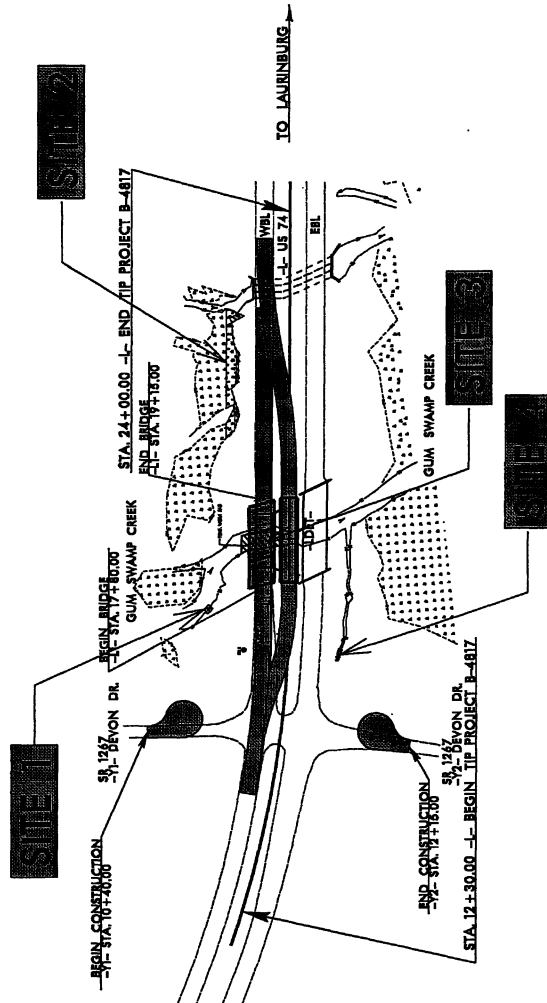 SITE 2
TO LAURINBURG
STA. 24+00.00 -L- END TIP PROJECT B-4817
END BRIDGE
-L1- STA. 19+15.00
WBL
-L- US 74
EBL
BEGIN BRIDGE
-L1- STA. 17+80.00
GUM SWAMP CREEK
-LDET-
GUM SWAMP CREEK
SITE 3
SITE 1
SR 1267
-Y1- DEVON DR.
SR 1267
-Y2- DEVON DR.
BEGIN CONSTRUCTION
-Y1- STA. 10+40.00
END CONSTRUCTION
-Y2- STA. 12+15.00
STA. 12+30.00 -L- BEGIN TIP PROJECT B-4817